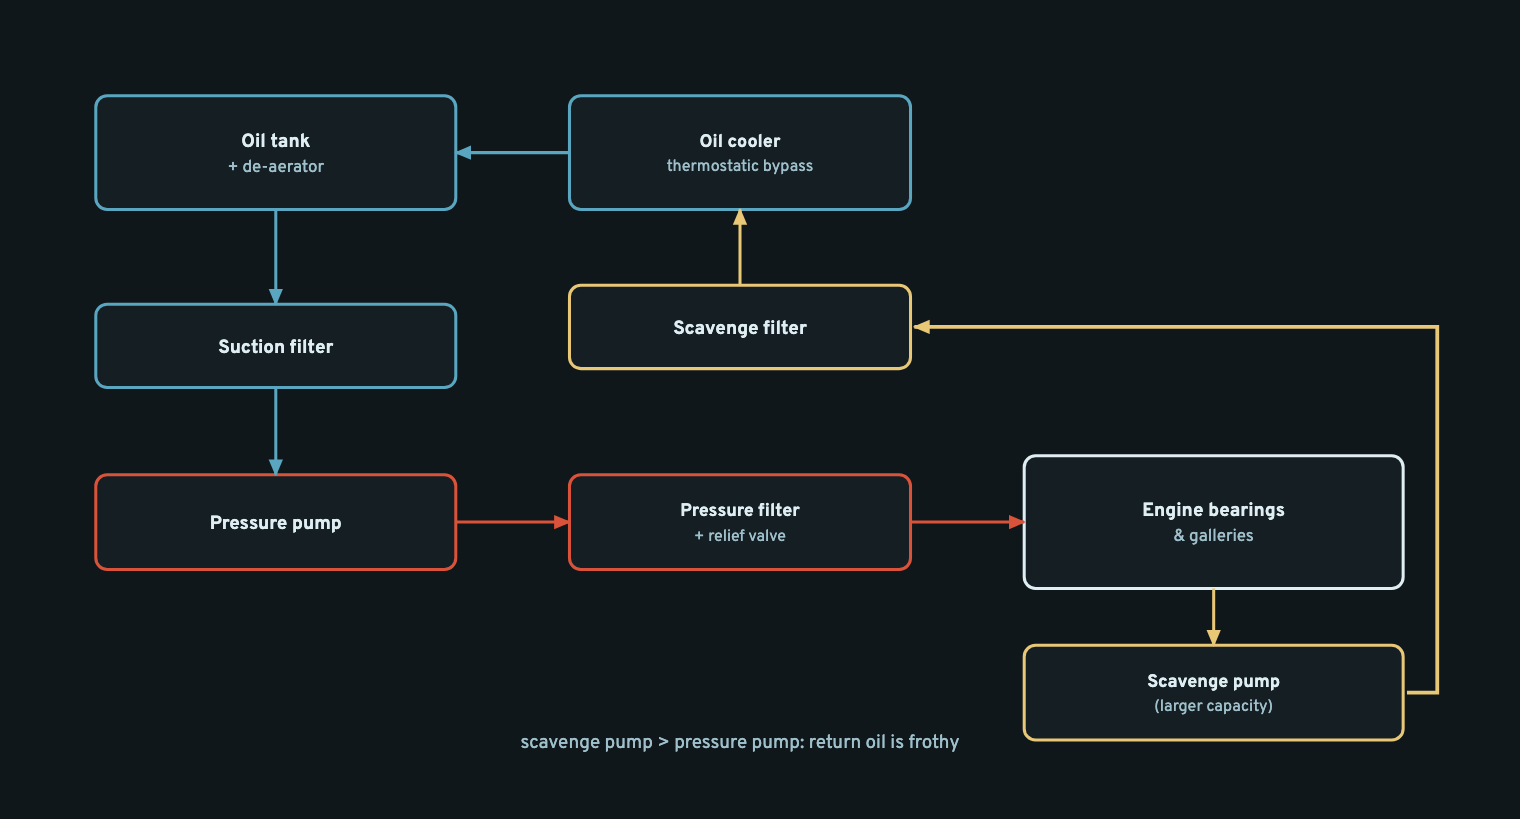 Oil tank
+ de-aerator
Oil cooler
thermostatic bypass
Suction filter
Scavenge filter
Pressure pump
Pressure filter
+ relief valve
Engine bearings
& galleries
Scavenge pump
(larger capacity)
scavenge pump > pressure pump: return oil is frothy